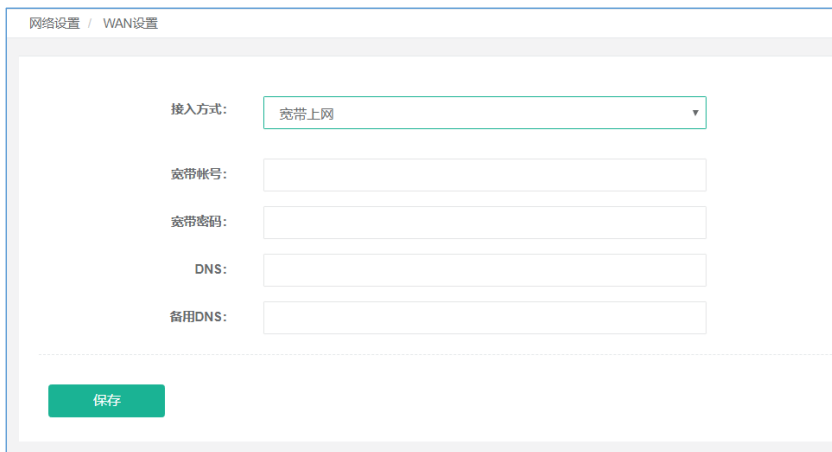 网络设置 / WAN设置
接入方式： 宽带上网
宽带帐号：
宽带密码：
DNS：
备用DNS：
保存